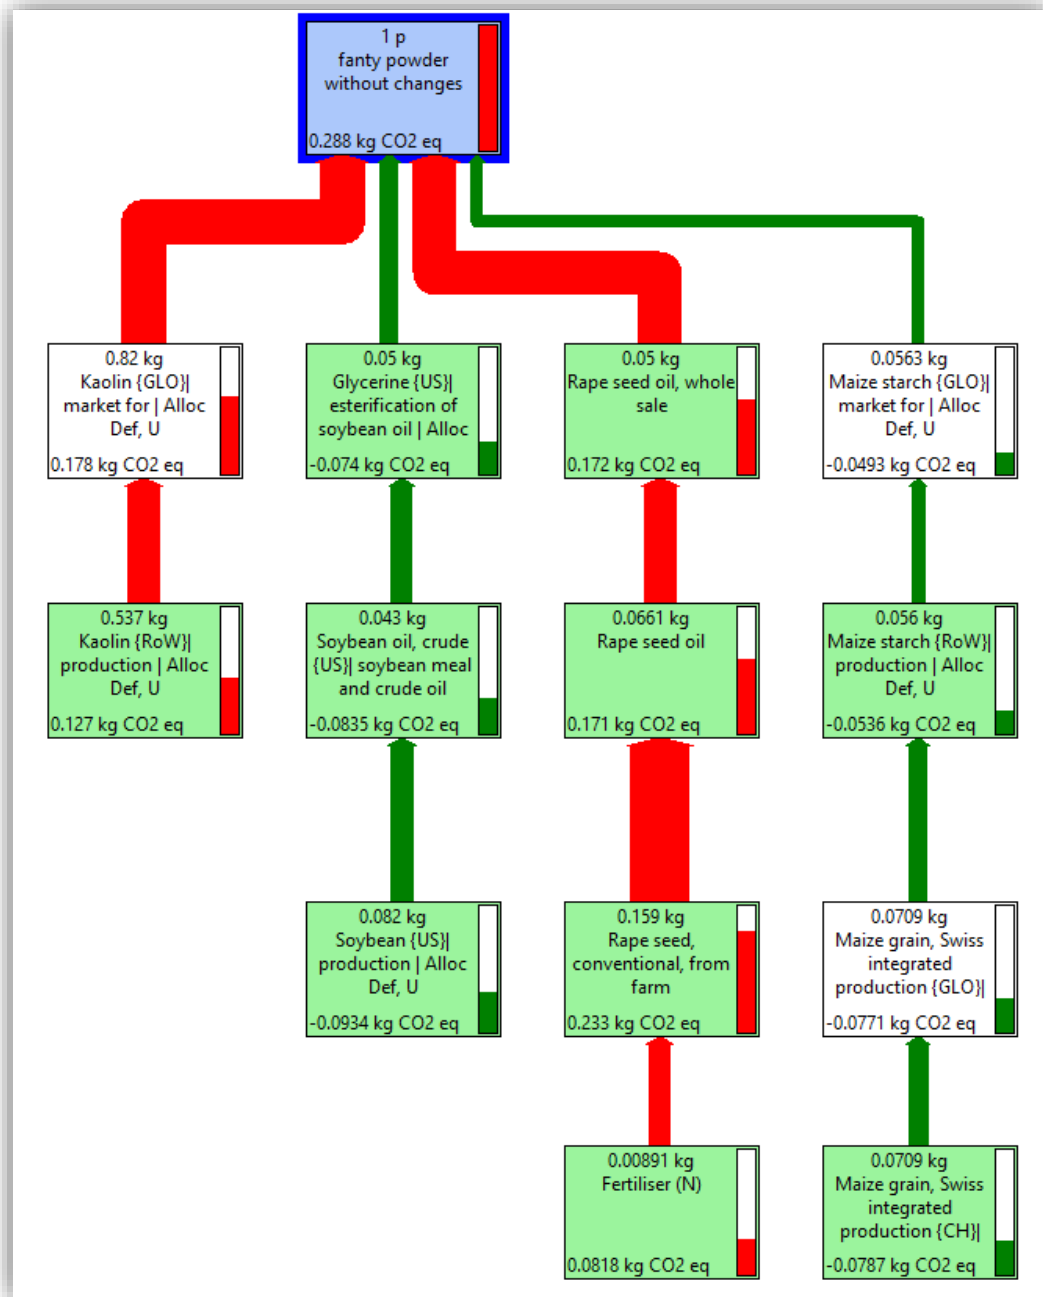 1 p
fanty powder
without changes
0.288 kg CO2 eq
0.82 kg
Kaolin {GLO}|
market for | Alloc
Def, U
0.178 kg CO2 eq
0.05 kg
Glycerine {US}|
esterification of
soybean oil | Alloc
-0.074 kg CO2 eq
0.05 kg
Rape seed oil, whole
sale
0.172 kg CO2 eq
0.0563 kg
Maize starch {GLO}|
market for | Alloc
Def, U
-0.0493 kg CO2 eq
0.537 kg
Kaolin {RoW}|
production | Alloc
Def, U
0.127 kg CO2 eq
0.043 kg
Soybean oil, crude
{US}| soybean meal
and crude oil
-0.0835 kg CO2 eq
0.0661 kg
Rape seed oil
0.171 kg CO2 eq
0.056 kg
Maize starch {RoW}|
production | Alloc
Def, U
-0.0536 kg CO2 eq
0.082 kg
Soybean {US}|
production | Alloc
Def, U
-0.0934 kg CO2 eq
0.159 kg
Rape seed,
conventional, from
farm
0.233 kg CO2 eq
0.0709 kg
Maize grain, Swiss
integrated
production {GLO}|
-0.0771 kg CO2 eq
0.00891 kg
Fertiliser (N)
0.0818 kg CO2 eq
0.0709 kg
Maize grain, Swiss
integrated
production {CH}|
-0.0787 kg CO2 eq